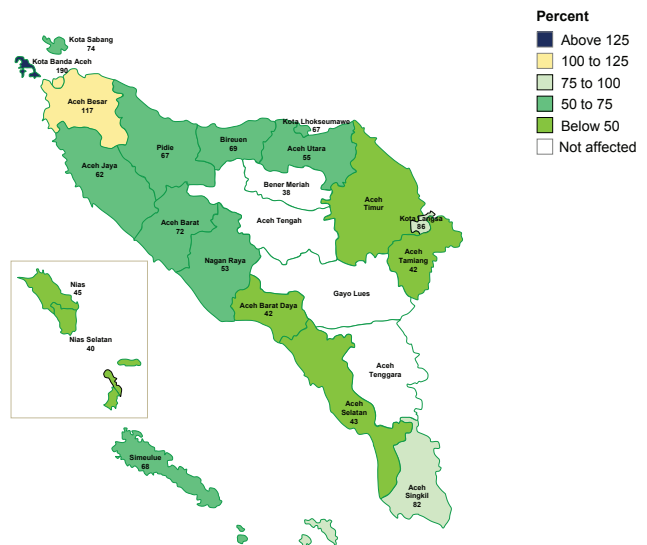 Percent
Above 125
100 to 125
75 to 100
50 to 75
Below 50
Not affected
Kota Sabang
74
Kota Banda Aceh
190
Aceh Besar
117
Kota Lhokseumawe
67
Pidie
67
Bireuen
69
Aceh Utara
55
Aceh Jaya
62
Bener Meriah
38
Aceh
Timur
Aceh Tengah
Kota Langsa
86
Aceh Barat
72
Aceh
Tamiang
42
Nagan Raya
53
Nias
45
Gayo Lues
Aceh Barat Daya
42
Nias Selatan
40
Aceh
Tenggara
Aceh
Selatan
43
Simeulue
68
Aceh
Singkil
82